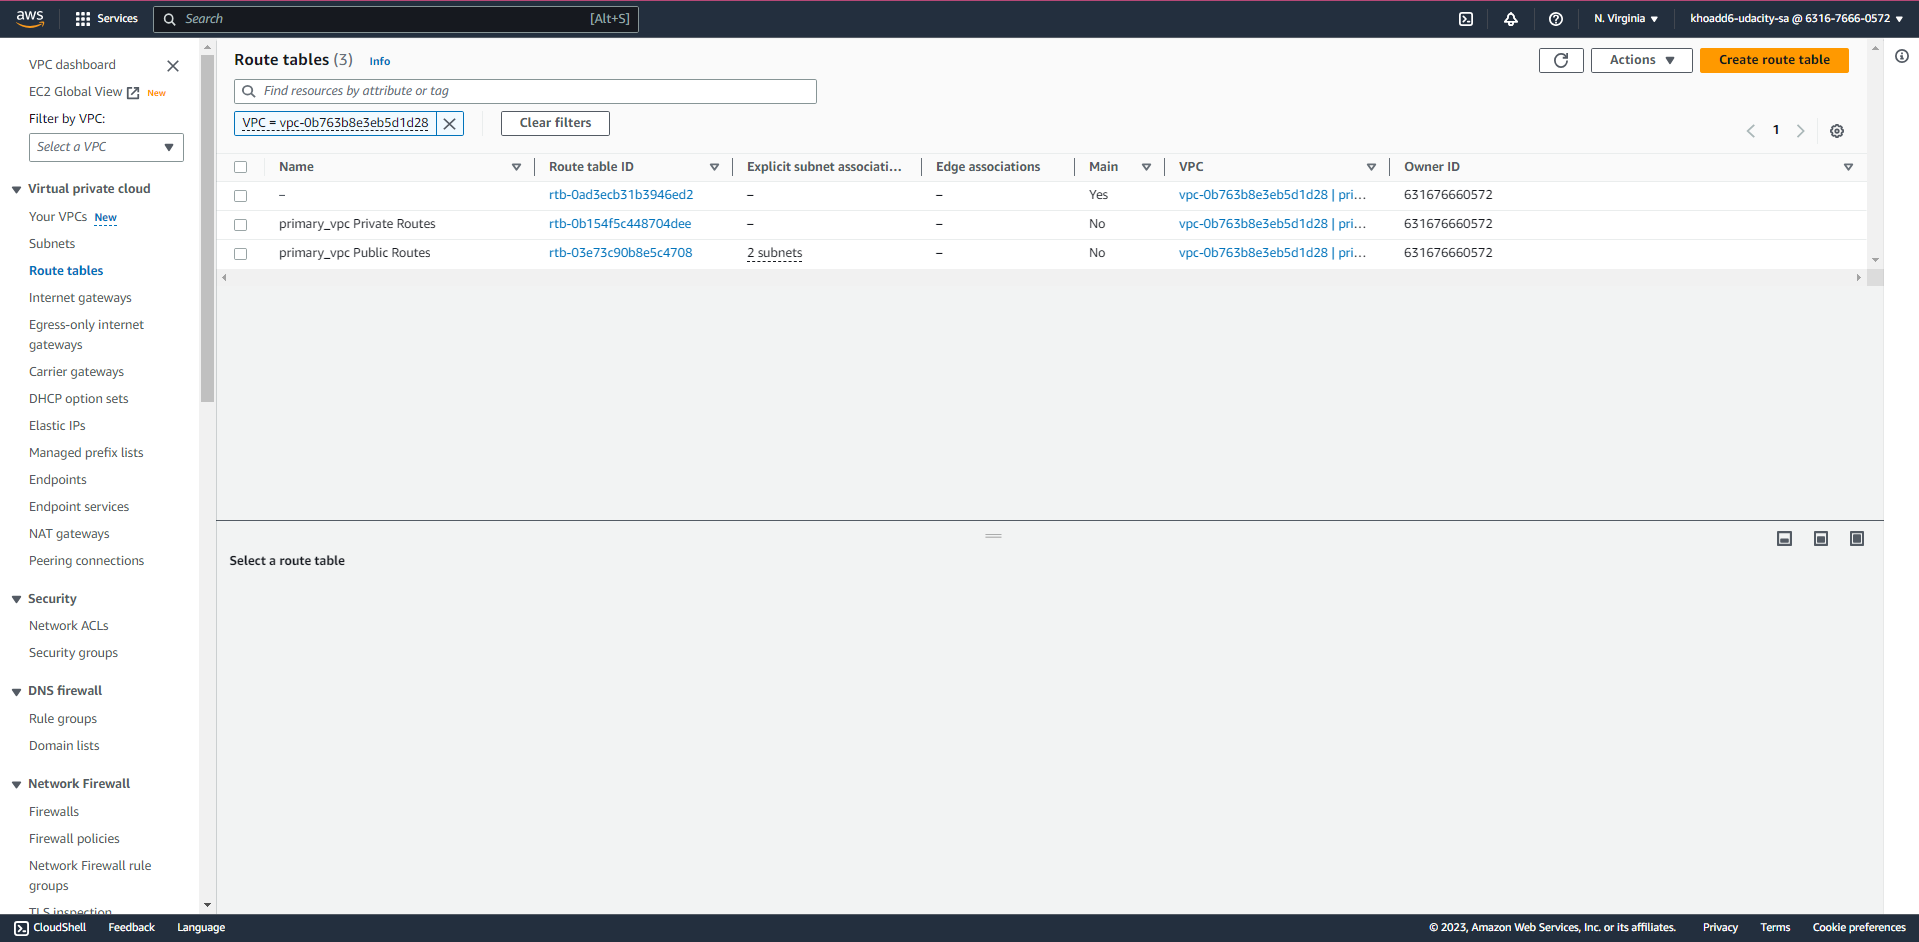 aws
Services
Search
[Alt+S]
N. Virginia
khoadd6-udacity-sa @ 6316-7666-0572
VPC dashboard
EC2 Global View New
Filter by VPC:
Select a VPC
Virtual private cloud
Your VPCs New
Subnets
Route tables
Internet gateways
Egress-only internet
gateways
Carrier gateways
DHCP option sets
Elastic IPs
Managed prefix lists
Endpoints
Endpoint services
NAT gateways
Peering connections
Security
Network ACLs
Security groups
DNS firewall
Rule groups
Domain lists
Network Firewall
Firewalls
Firewall policies
Network Firewall rule
groups
TLS inspection
Route tables (3) Info
Actions
Create route table
Find resources by attribute or tag
VPC = vpc-0b763b8e3eb5d1d28
Clear filters
1
Name Route table ID Explicit subnet associati... Edge associations Main VPC Owner ID
– rtb-0ad3ecb31b3946ed2 – – Yes vpc-0b763b8e3eb5d1d28 | pri... 631676660572
primary_vpc Private Routes rtb-0b154f5c448704dee – – No vpc-0b763b8e3eb5d1d28 | pri... 631676660572
primary_vpc Public Routes rtb-03e73c90b8e5c4708 2 subnets – No vpc-0b763b8e3eb5d1d28 | pri... 631676660572
Select a route table
CloudShell Feedback Language
© 2023, Amazon Web Services, Inc. or its affiliates. Privacy Terms Cookie preferences